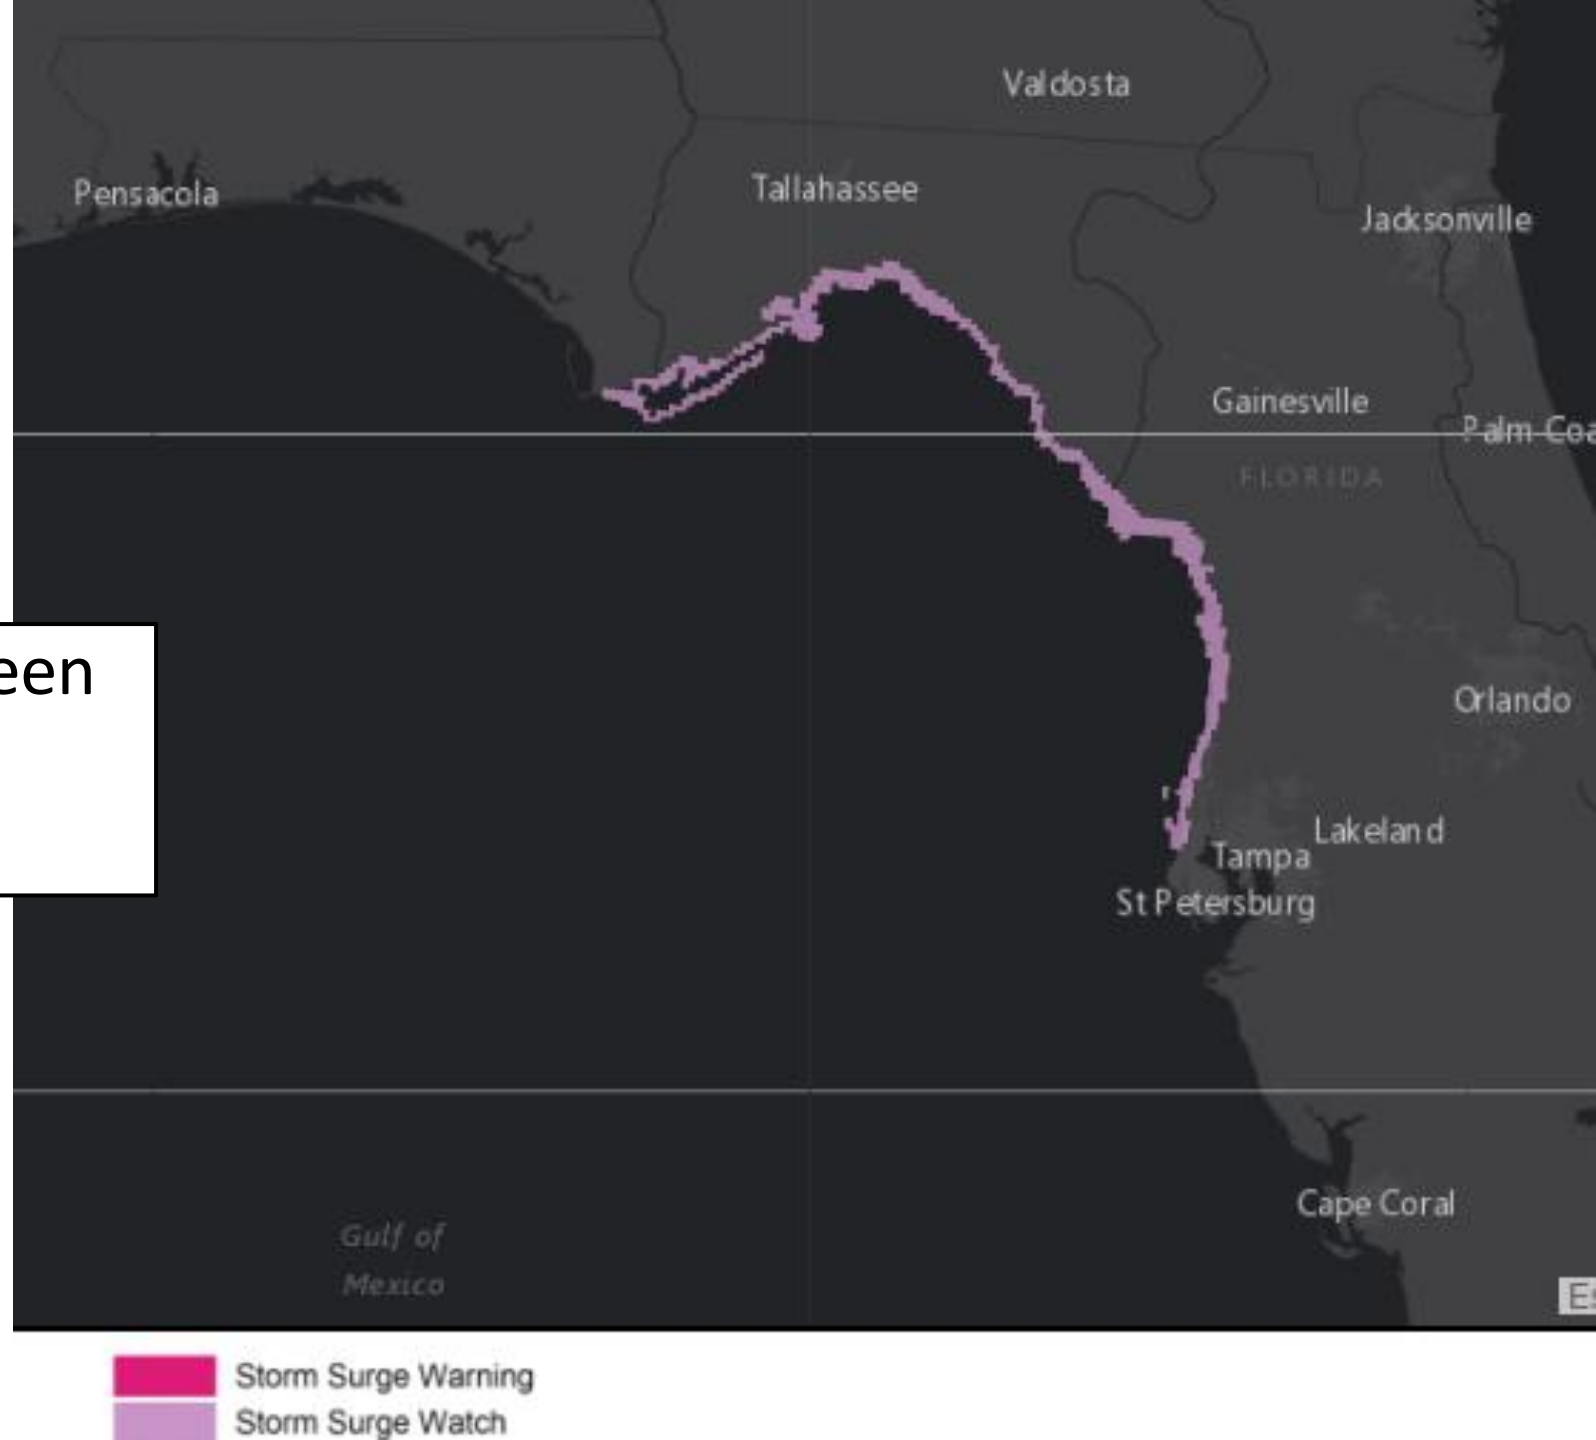 Valdosta
Pensacola
Tallahassee
Jacksonville
Gainesville
Palm Coa
FLORIDA
een
Orlando
Lakeland
Tampa
St Petersburg
Cape Coral
Gulf of
Mexico
Es
Storm Surge Warning
Storm Surge Watch